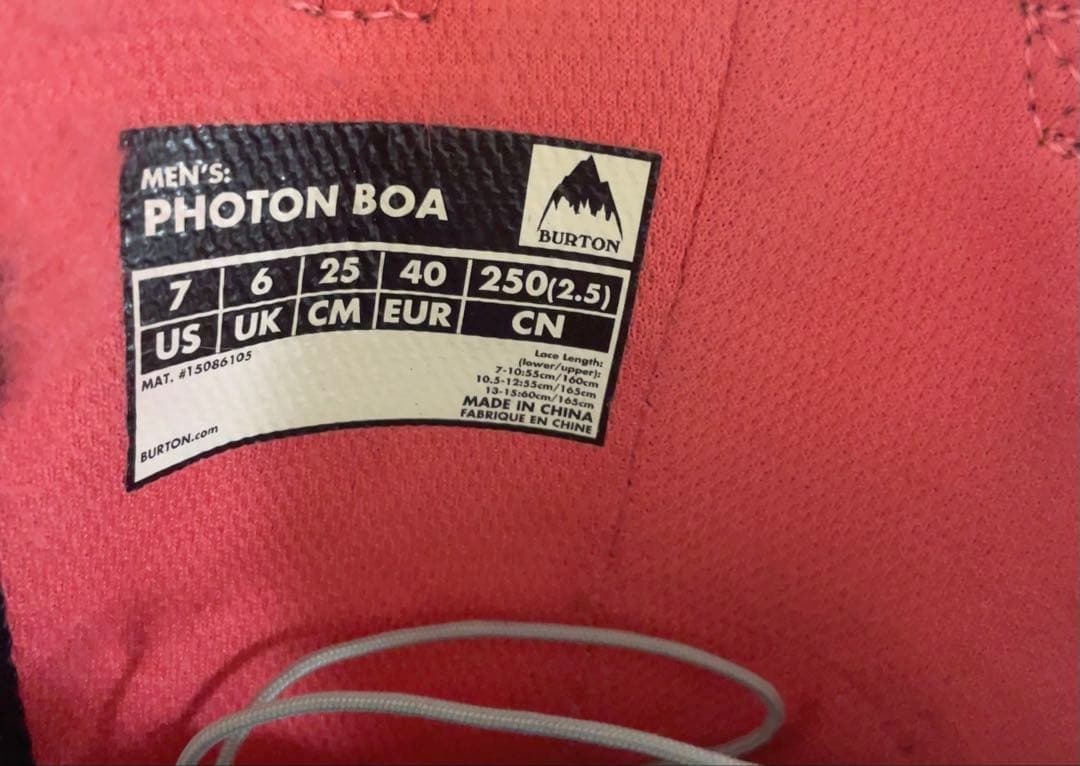 MEN'S:
PHOTON BOA
BURTON
7 6 25 40 250(2.5)
US UK CM EUR CN
MAT. #15086105
Lace Length:
(lower/upper):
7-10:55cm/160cm
10.5-12:55cm/165cm
13-15:60cm/165cm
MADE IN CHINA
FABRIQUE EN CHINE
BURTON.com